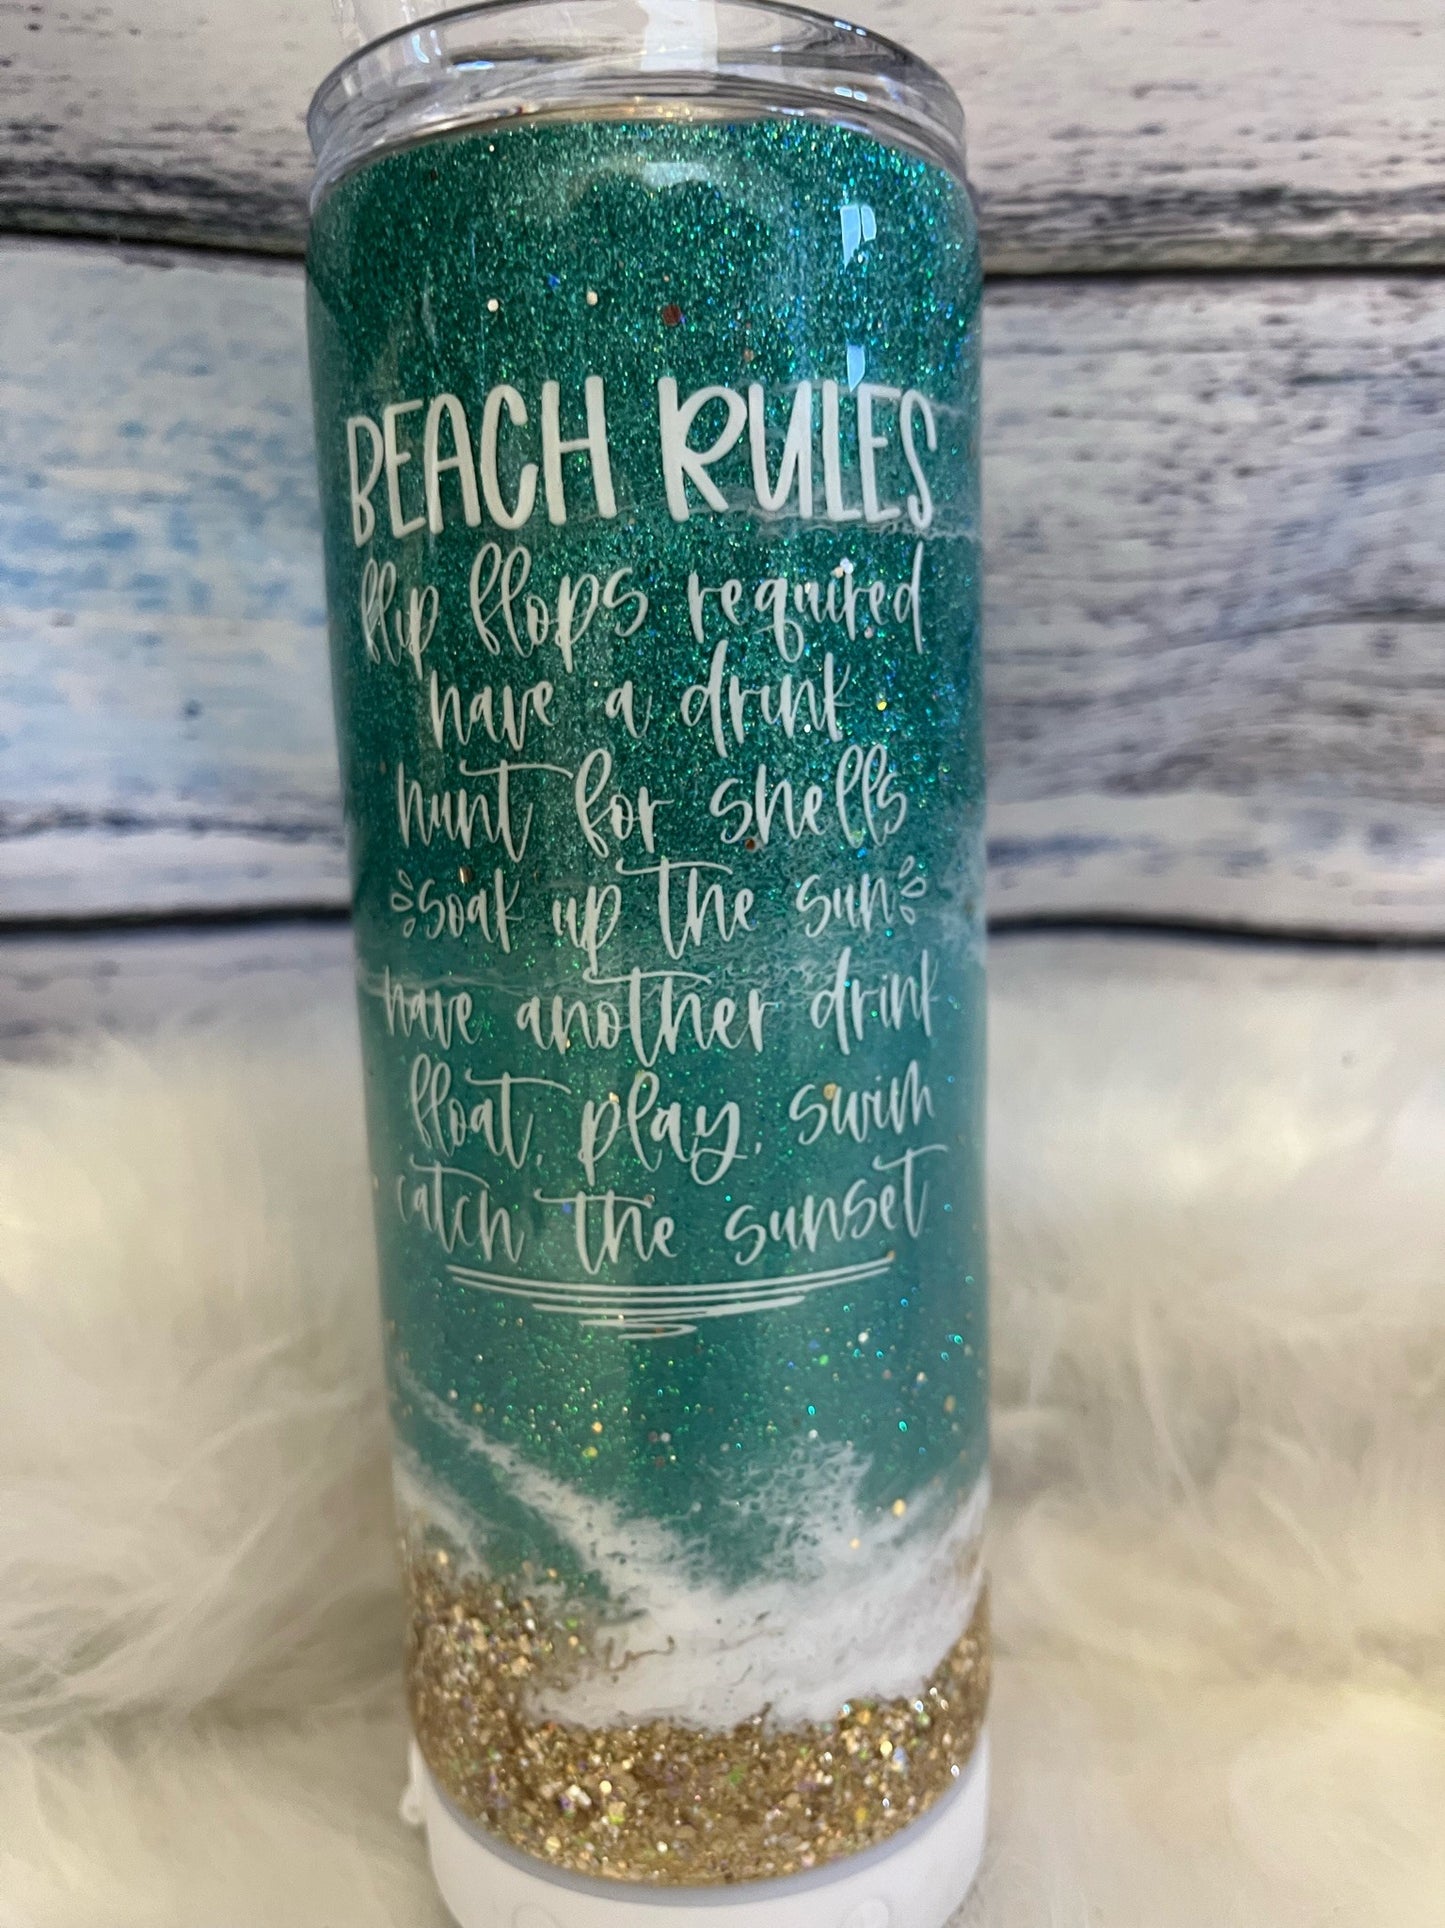 BEACH RULES
flip flops required
have a drink
hunt for shells
soak up the sun
have another drink
float, play, swim
catch the sunset